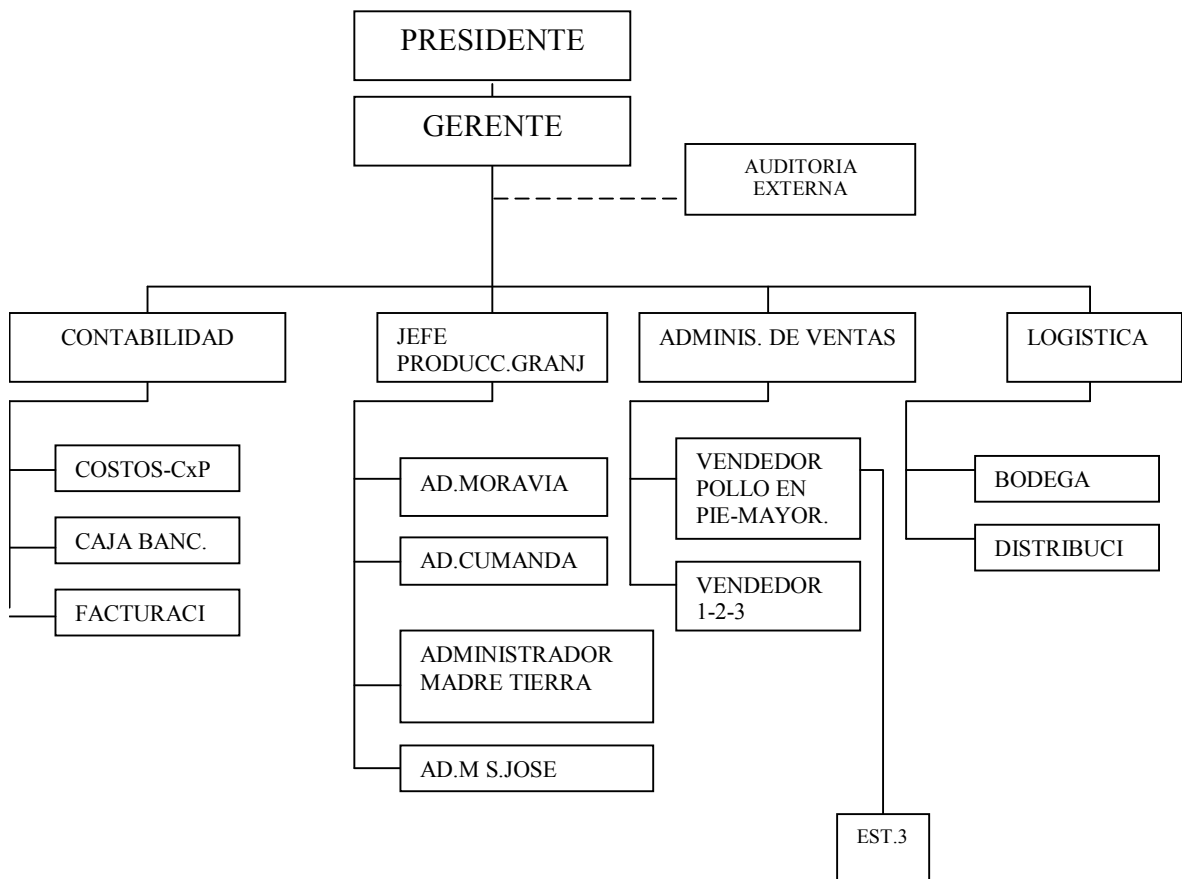 PRESIDENTE
GERENTE
AUDITORIA
EXTERNA
CONTABILIDAD
JEFE
PRODUCC.GRANJ
ADMINIS. DE VENTAS
LOGISTICA
COSTOS-CxP
CAJA BANC.
FACTURACI
AD.MORAVIA
AD.CUMANDA
ADMINISTRADOR
MADRE TIERRA
AD.M S.JOSE
VENDEDOR
POLLO EN
PIE-MAYOR.
VENDEDOR
1-2-3
BODEGA
DISTRIBUCI
EST.3